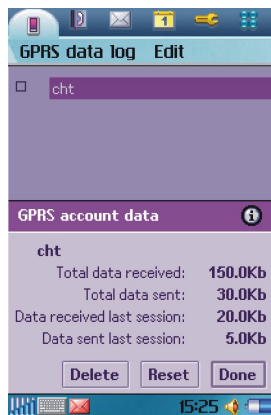 1
GPRS data log Edit
cht
GPRS account data
cht
Total data received: 150.0Kb
Total data sent: 30.0Kb
Data received last session: 20.0Kb
Data sent last session: 5.0Kb
Delete Reset Done
15:25